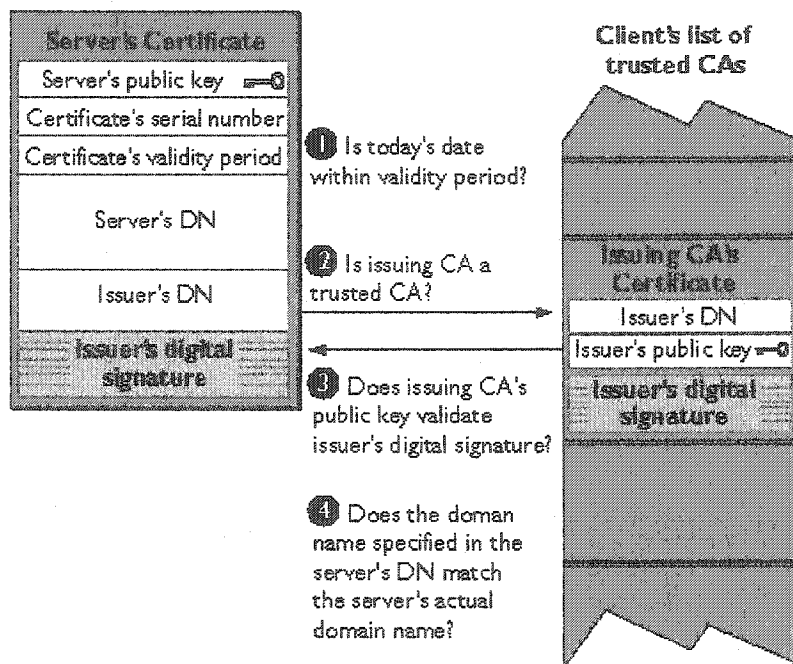 Server's Certificate
Server's public key
Certificate's serial number
Certificate's validity period
Server's DN
Issuer's DN
Issuer's digital
signature
1 Is today's date
within validity period?
2 Is issuing CA a
trusted CA?
3 Does issuing CA's
public key validate
issuer's digital signature?
4 Does the doman
name specified in the
server's DN match
the server's actual
domain name?
Client's list of
trusted CAs
Issuing CA's
Certificate
Issuer's DN
Issuer's public key
Issuer's digital
signature